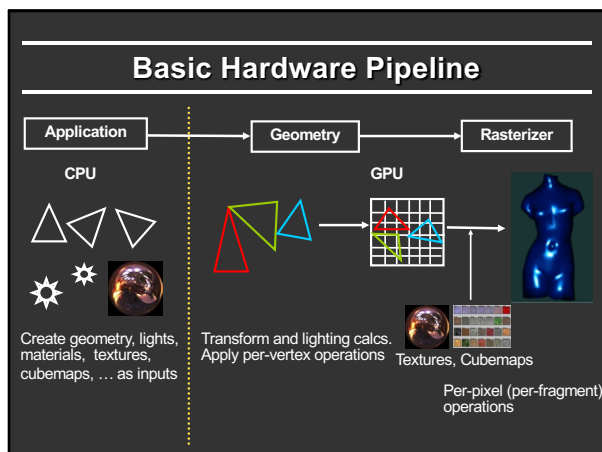 Basic Hardware Pipeline
Application
Geometry
Rasterizer
CPU
GPU
Create geometry, lights,
materials, textures,
cubemaps, … as inputs
Transform and lighting calcs.
Apply per-vertex operations
Textures, Cubemaps
Per-pixel (per-fragment)
operations